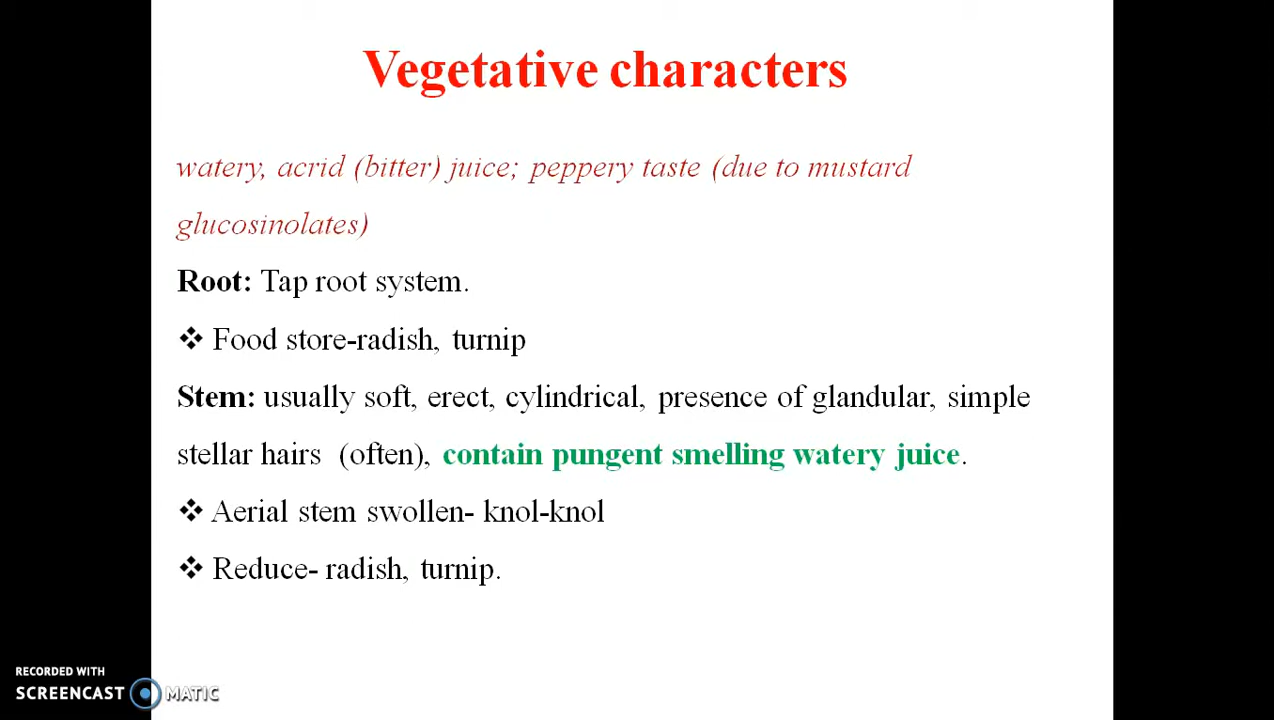 Vegetative characters
watery, acrid (bitter) juice; peppery taste (due to mustard
glucosinolates)
Root: Tap root system.
❖ Food store-radish, turnip
Stem: usually soft, erect, cylindrical, presence of glandular, simple
stellar hairs (often), contain pungent smelling watery juice.
❖ Aerial stem swollen- knol-knol
❖ Reduce- radish, turnip.
RECORDED WITH
SCREENCAST MATIC